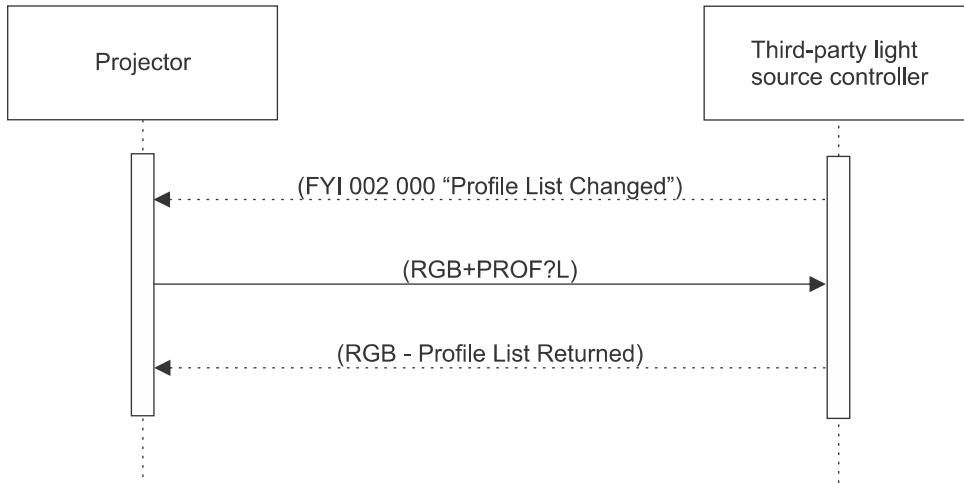 Projector
Third-party light
source controller
(FYI 002 000 “Profile List Changed”)
(RGB+PROF?L)
(RGB - Profile List Returned)